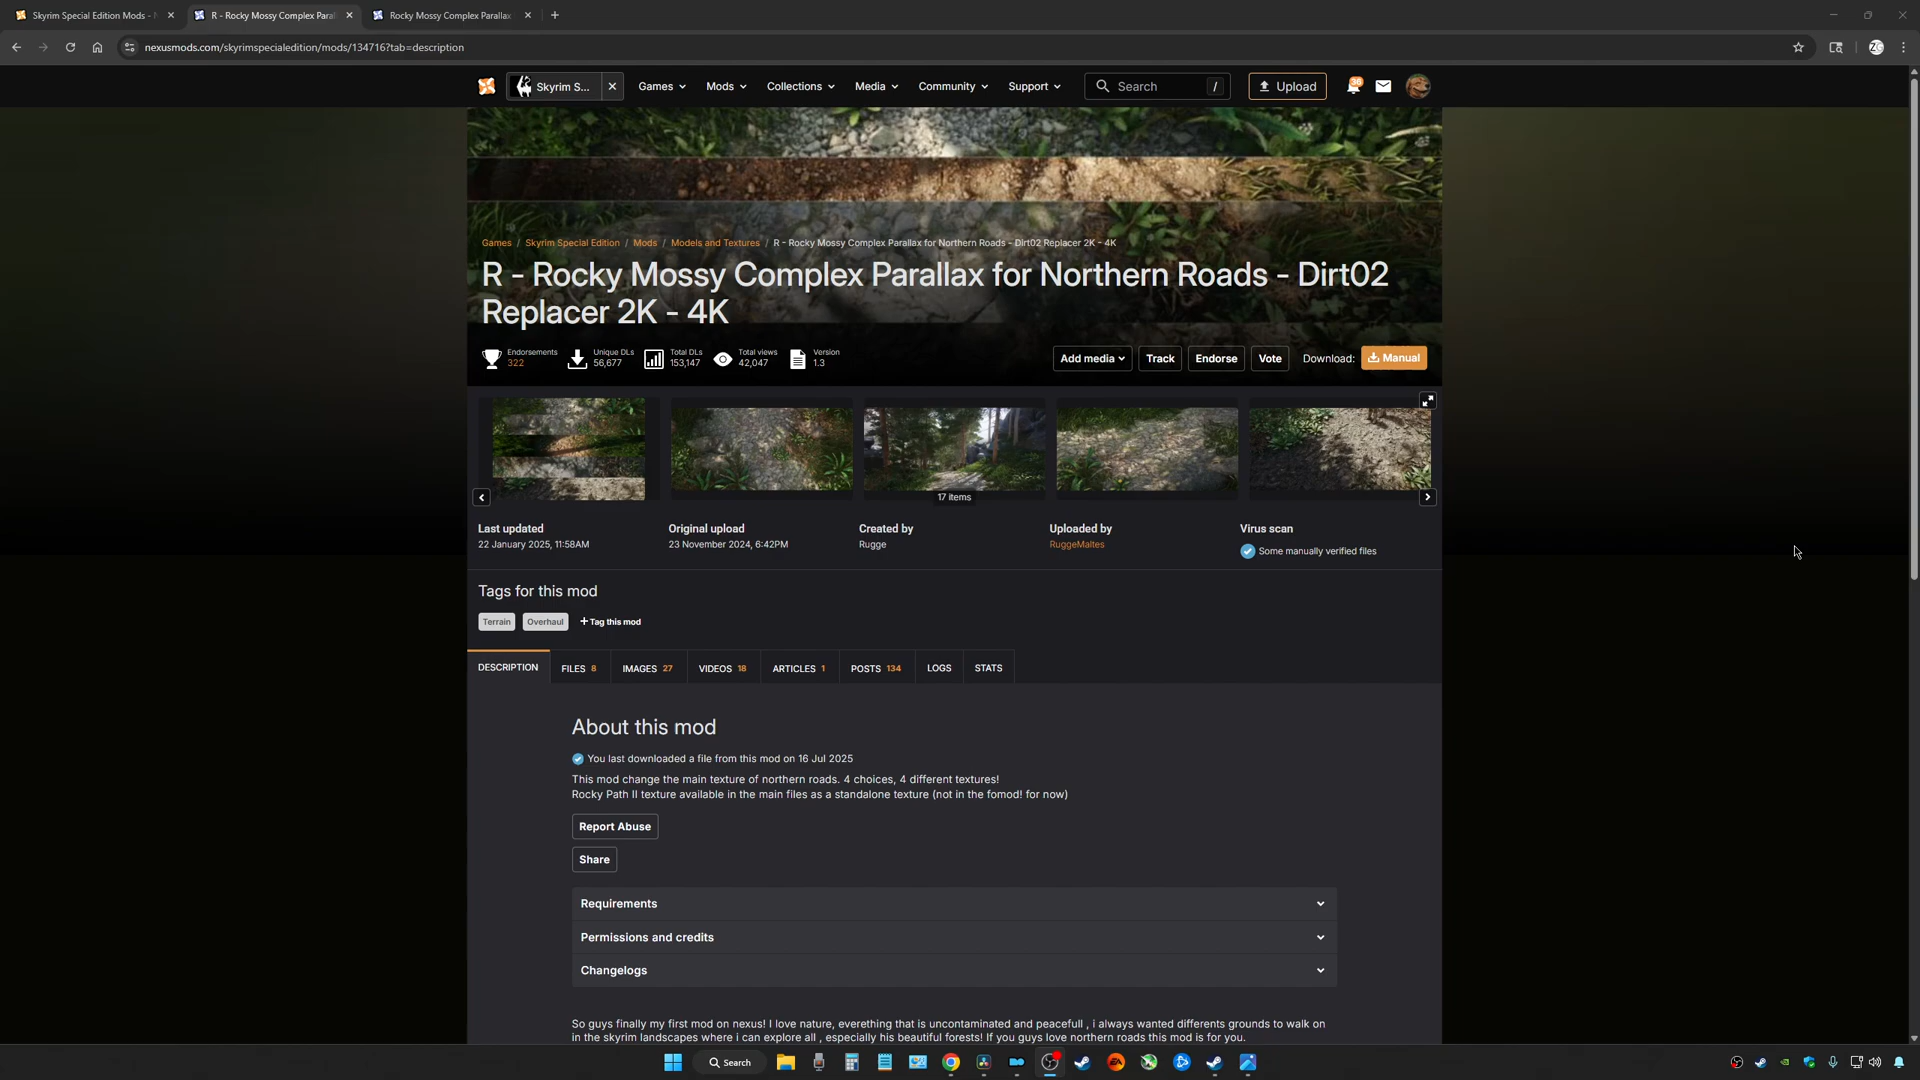 Skyrim Special Edition Mods -
R - Rocky Mossy Complex Paral
Rocky Mossy Complex Parallax
nexusmods.com/skyrimspecialedition/mods/134716?tab=description
ZG
Skyrim S...
Games
Mods
Collections
Media
Community
Support
Search
/
Upload
36
Games / Skyrim Special Edition / Mods / Models and Textures / R - Rocky Mossy Complex Parallax for Northern Roads - Dirt02 Replacer 2K - 4K
R - Rocky Mossy Complex Parallax for Northern Roads - Dirt02
Replacer 2K - 4K
Endorsements
322
Unique DLs
56,677
Total DLs
153,147
Total views
42,047
Version
1.3
Add media
Track
Endorse
Vote
Download:
Manual
17 items
Last updated
22 January 2025, 11:58AM
Original upload
23 November 2024, 6:42PM
Created by
Rugge
Uploaded by
RuggeMaltes
Virus scan
Some manually verified files
Tags for this mod
Terrain
Overhaul
+ Tag this mod
DESCRIPTION
FILES 8
IMAGES 27
VIDEOS 18
ARTICLES 1
POSTS 134
LOGS
STATS
About this mod
You last downloaded a file from this mod on 16 Jul 2025
This mod change the main texture of northern roads. 4 choices, 4 different textures!
Rocky Path II texture available in the main files as a standalone texture (not in the fomod! for now)
Report Abuse
Share
Requirements
Permissions and credits
Changelogs
So guys finally my first mod on nexus! I love nature, everething that is uncontaminated and peacefull , i always wanted differents grounds to walk on
in the skyrim landscapes where i can explore all , especially his beautiful forests! If you guys love northern roads this mod is for you.
Search
EA